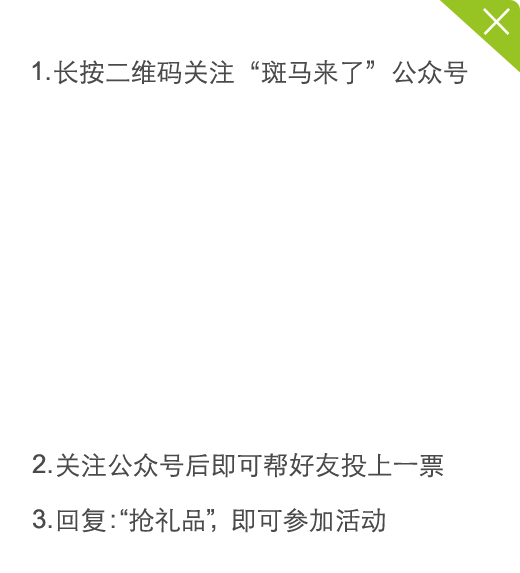 1.长按二维码关注“斑马来了”公众号
2.关注公众号后即可帮好友投上一票
3.回复:“抢礼品”,即可参加活动